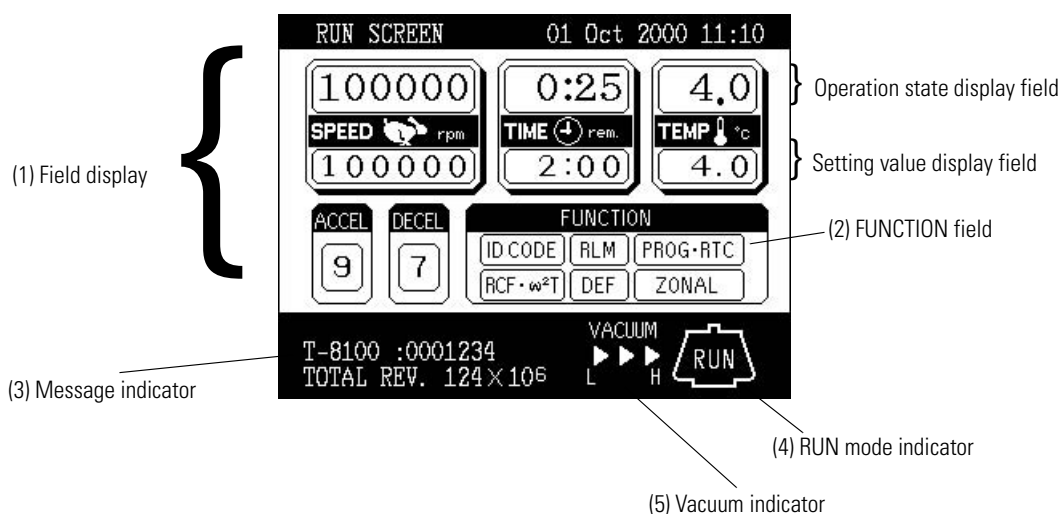 RUN SCREEN 01 Oct 2000 11:10
100000 0:25 4.0
SPEED rpm TIME rem. TEMP °C
100000 2:00 4.0
Operation state display field
Setting value display field
(1) Field display
ACCEL DECEL FUNCTION
9 7 ID CODE RLM PROG·RTC
RCF·ω²T DEF ZONAL
(2) FUNCTION field
VACUUM
T-8100 :0001234
TOTAL REV. 124×10⁶
L H
RUN
(3) Message indicator
(4) RUN mode indicator
(5) Vacuum indicator